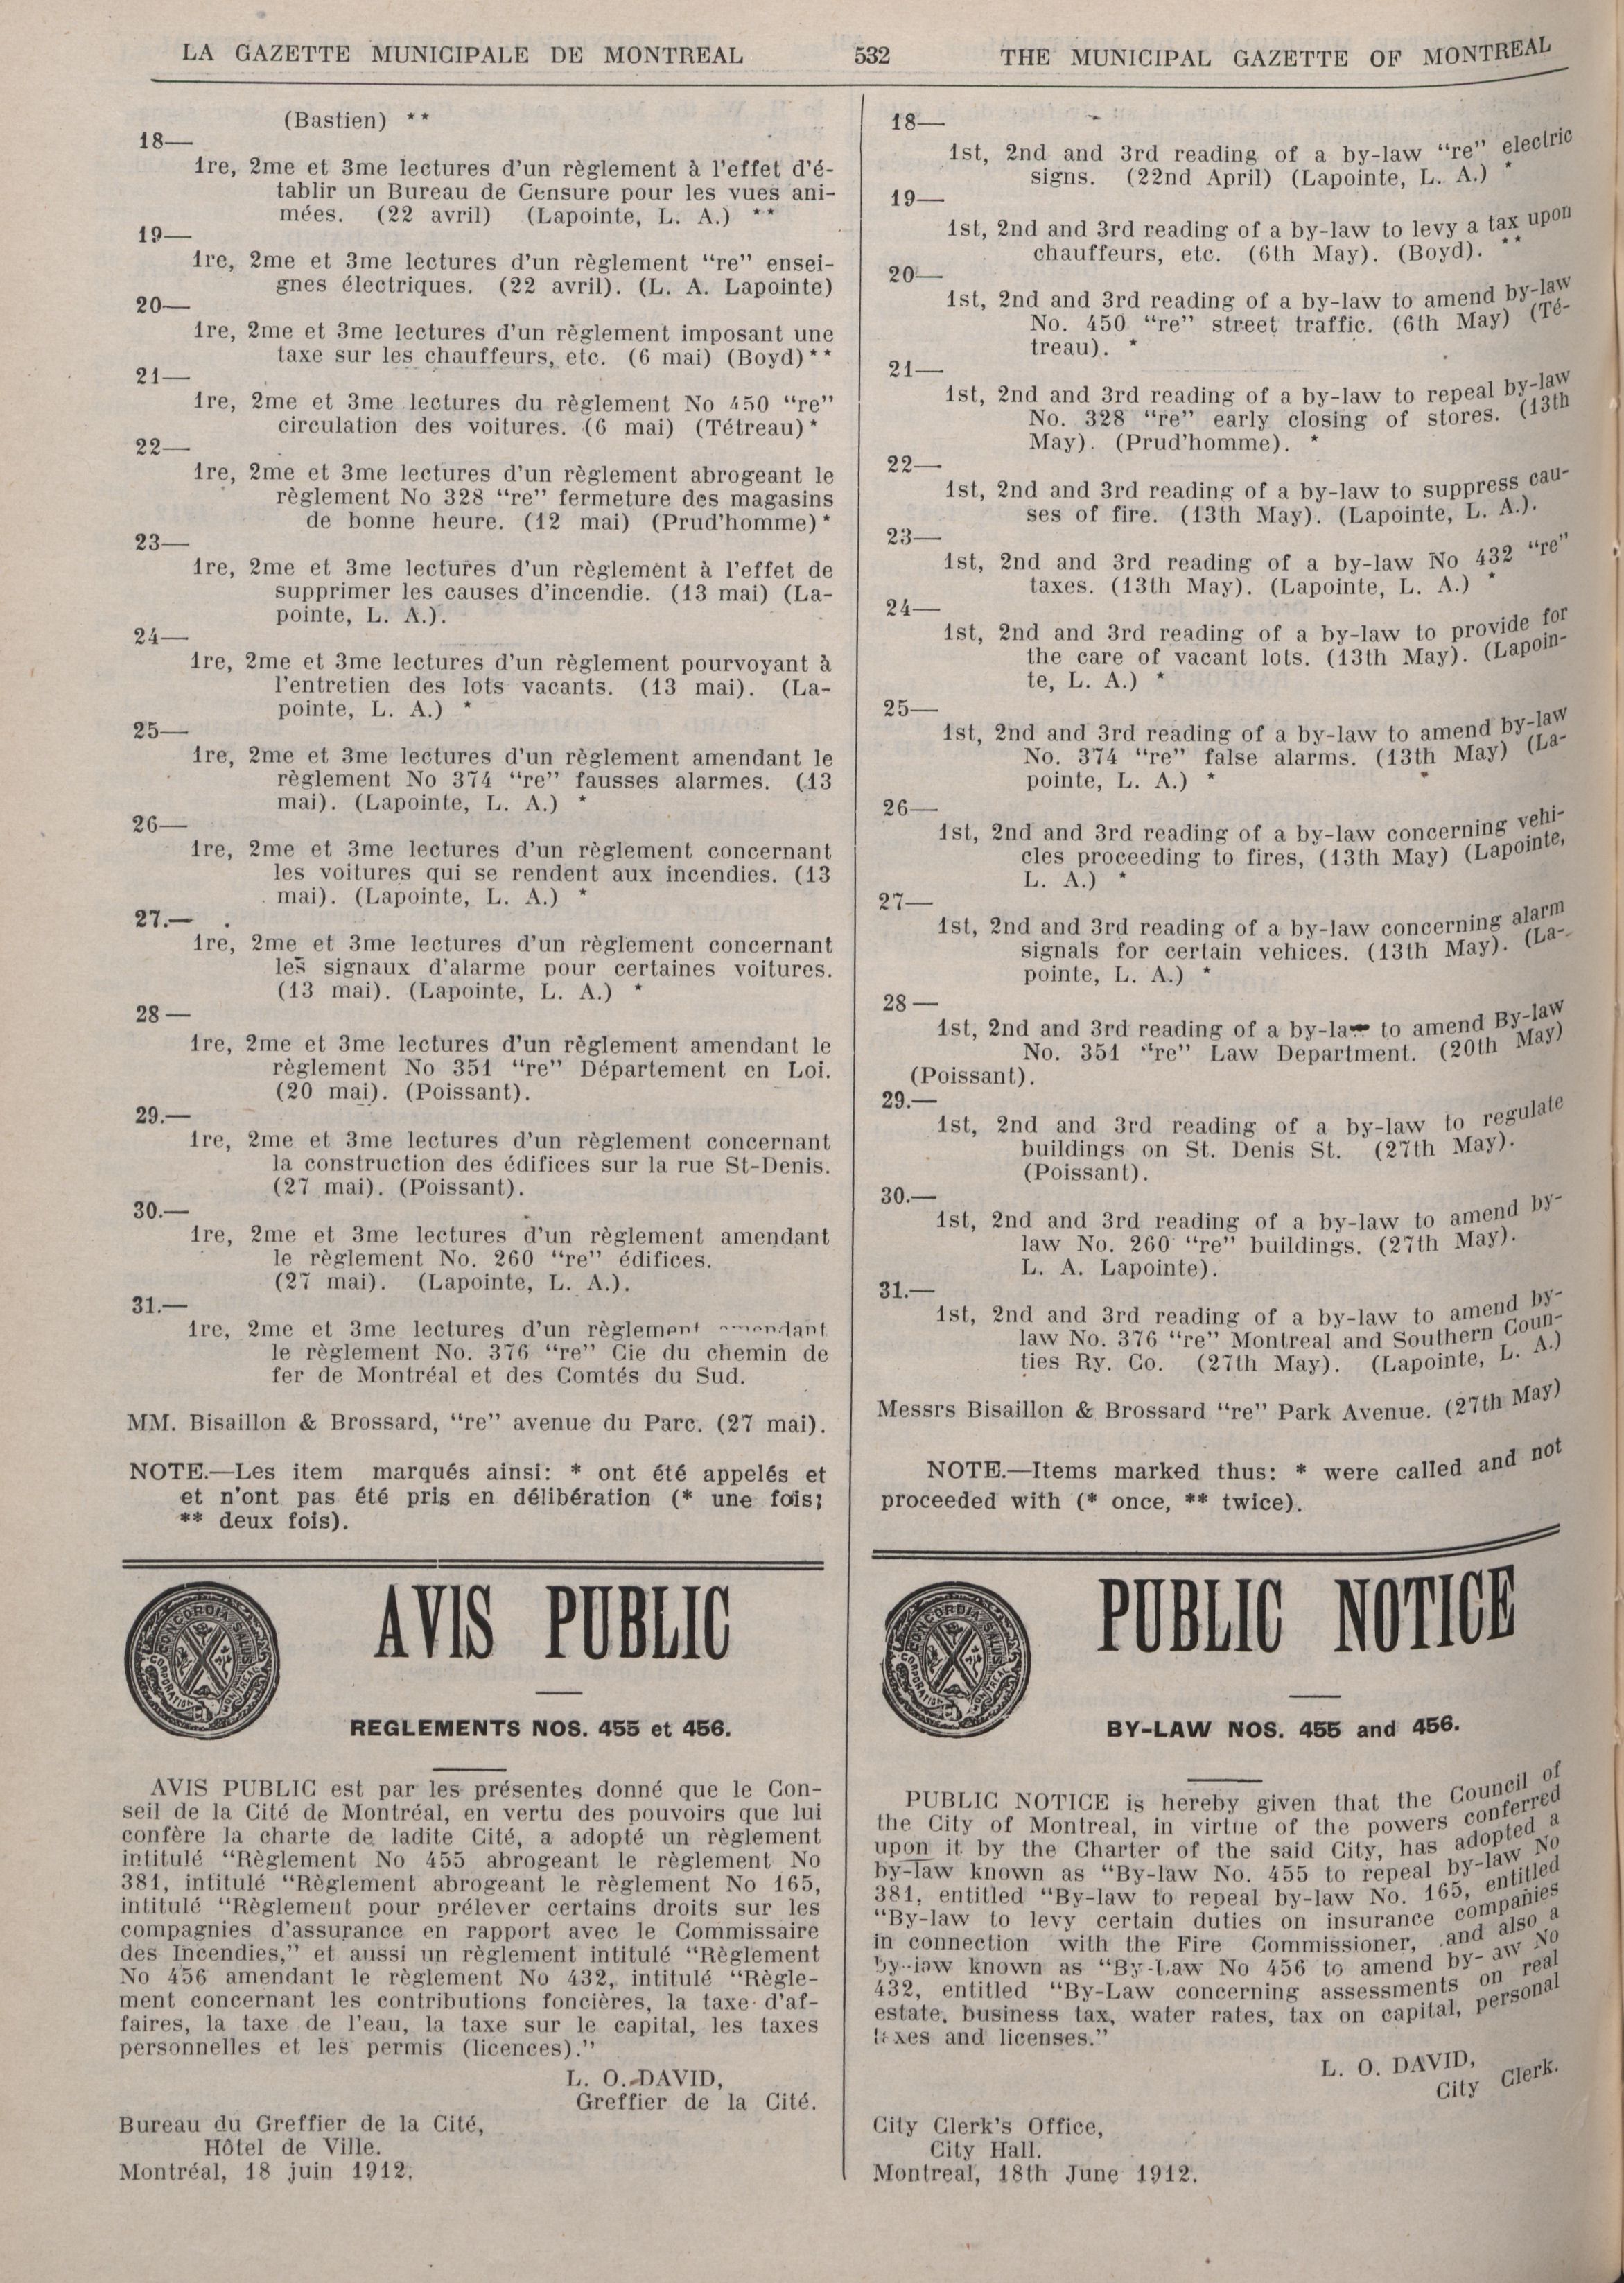 LA GAZETTE MUNICIPALE DE MONTREAL 532 THE MUNICIPAL GAZETTE OF MONTREAL
(Bastien) **
18—
1re, 2me et 3me lectures d'un règlement à l'effet d'é-
tablir un Bureau de Censure pour les vues ani-
mées. (22 avril) (Lapointe, L. A.) **
19—
1re, 2me et 3me lectures d'un règlement “re” ensei-
gnes électriques. (22 avril). (L. A. Lapointe)
20—
1re, 2me et 3me lectures d'un règlement imposant une
taxe sur les chauffeurs, etc. (6 mai) (Boyd)**
21—
1re, 2me et 3me lectures du règlement No 450 “re”
circulation des voitures. (6 mai) (Tétreau)*
22—
1re, 2me et 3me lectures d'un règlement abrogeant le
règlement No 328 “re” fermeture des magasins
de bonne heure. (12 mai) (Prud'homme)*
23—
1re, 2me et 3me lectures d'un règlement à l'effet de
supprimer les causes d'incendie. (13 mai) (La-
pointe, L. A.).
24—
1re, 2me et 3me lectures d'un règlement pourvoyant à
l'entretien des lots vacants. (13 mai). (La-
pointe, L. A.) *
25—
1re, 2me et 3me lectures d'un règlement amendant le
règlement No 374 “re” fausses alarmes. (13
mai). (Lapointe, L. A.) *
26—
1re, 2me et 3me lectures d'un règlement concernant
les voitures qui se rendent aux incendies. (13
mai). (Lapointe, L. A.) *
27.—
1re, 2me et 3me lectures d'un règlement concernant
les signaux d'alarme pour certaines voitures.
(13 mai). (Lapointe, L. A.) *
28—
1re, 2me et 3me lectures d'un règlement amendant le
règlement No 351 “re” Département en Loi.
(20 mai). (Poissant).
29.—
1re, 2me et 3me lectures d'un règlement concernant
la construction des édifices sur la rue St-Denis.
(27 mai). (Poissant).
30.—
1re, 2me et 3me lectures d'un règlement amendant
le règlement No. 260 “re” édifices.
(27 mai). (Lapointe, L. A.).
31.—
1re, 2me et 3me lectures d'un règlement amendant
le règlement No. 376 “re” Cie du chemin de
fer de Montréal et des Comtés du Sud.
MM. Bisaillon & Brossard, “re” avenue du Parc. (27 mai).
NOTE.—Les item marqués ainsi: * ont été appelés et
et n'ont pas été pris en délibération (* une fois;
** deux fois).
AVIS PUBLIC
REGLEMENTS NOS. 455 et 456.
AVIS PUBLIC est par les présentes donné que le Con-
seil de la Cité de Montréal, en vertu des pouvoirs que lui
confère la charte de ladite Cité, a adopté un règlement
intitulé “Règlement No 455 abrogeant le règlement No
381, intitulé “Règlement abrogeant le règlement No 165,
intitulé “Règlement pour prélever certains droits sur les
compagnies d'assurance en rapport avec le Commissaire
des Incendies,” et aussi un règlement intitulé “Règlement
No 456 amendant le règlement No 432, intitulé “Règle-
ment concernant les contributions foncières, la taxe d'af-
faires, la taxe de l'eau, la taxe sur le capital, les taxes
personnelles et les permis (licences).”
L. O. DAVID,
Greffier de la Cité.
Bureau du Greffier de la Cité,
Hôtel de Ville.
Montréal, 18 juin 1912.
18—
1st, 2nd and 3rd reading of a by-law “re” electric
signs. (22nd April) (Lapointe, L. A.) *
19—
1st, 2nd and 3rd reading of a by-law to levy a tax upon
chauffeurs, etc. (6th May). (Boyd). **
20—
1st, 2nd and 3rd reading of a by-law to amend by-law
No. 450 “re” street traffic. (6th May) (Té-
treau). *
21—
1st, 2nd and 3rd reading of a by-law to repeal by-law
No. 328 “re” early closing of stores. (13th
May). (Prud'homme). *
22—
1st, 2nd and 3rd reading of a by-law to suppress cau-
ses of fire. (13th May). (Lapointe, L. A.).
23—
1st, 2nd and 3rd reading of a by-law No 432 “re”
taxes. (13th May). (Lapointe, L. A.) *
24—
1st, 2nd and 3rd reading of a by-law to provide for
the care of vacant lots. (13th May). (Lapoin-
te, L. A.) *
25—
1st, 2nd and 3rd reading of a by-law to amend by-law
No. 374 “re” false alarms. (13th May) (La-
pointe, L. A.) *
26—
1st, 2nd and 3rd reading of a by-law concerning vehi-
cles proceeding to fires, (13th May) (Lapointe,
L. A.) *
27—
1st, 2nd and 3rd reading of a by-law concerning alarm
signals for certain vehices. (13th May). (La-
pointe, L. A.) *
28—
1st, 2nd and 3rd reading of a by-law to amend By-law
No. 351 “re” Law Department. (20th May)
(Poissant).
29.—
1st, 2nd and 3rd reading of a by-law to regulate
buildings on St. Denis St. (27th May).
(Poissant).
30.—
1st, 2nd and 3rd reading of a by-law to amend by-
law No. 260 “re” buildings. (27th May).
L. A. Lapointe).
31.—
1st, 2nd and 3rd reading of a by-law to amend by-
law No. 376 “re” Montreal and Southern Coun-
ties Ry. Co. (27th May). (Lapointe, L. A.)
Messrs Bisaillon & Brossard “re” Park Avenue. (27th May)
NOTE.—Items marked thus: * were called and not
proceeded with (* once, ** twice).
PUBLIC NOTICE
BY-LAW NOS. 455 and 456.
PUBLIC NOTICE is hereby given that the Council of
the City of Montreal, in virtue of the powers conferred
upon it by the Charter of the said City, has adopted a
by-law known as “By-law No. 455 to repeal by-law No
381, entitled “By-law to repeal by-law No. 165, entitled
“By-law to levy certain duties on insurance companies
in connection with the Fire Commissioner, and also a
by-law known as “By-Law No 456 to amend by- aw No
432, entitled “By-Law concerning assessments on real
estate, business tax, water rates, tax on capital, personal
taxes and licenses.”
L. O. DAVID,
City Clerk.
City Clerk's Office,
City Hall.
Montreal, 18th June 1912.